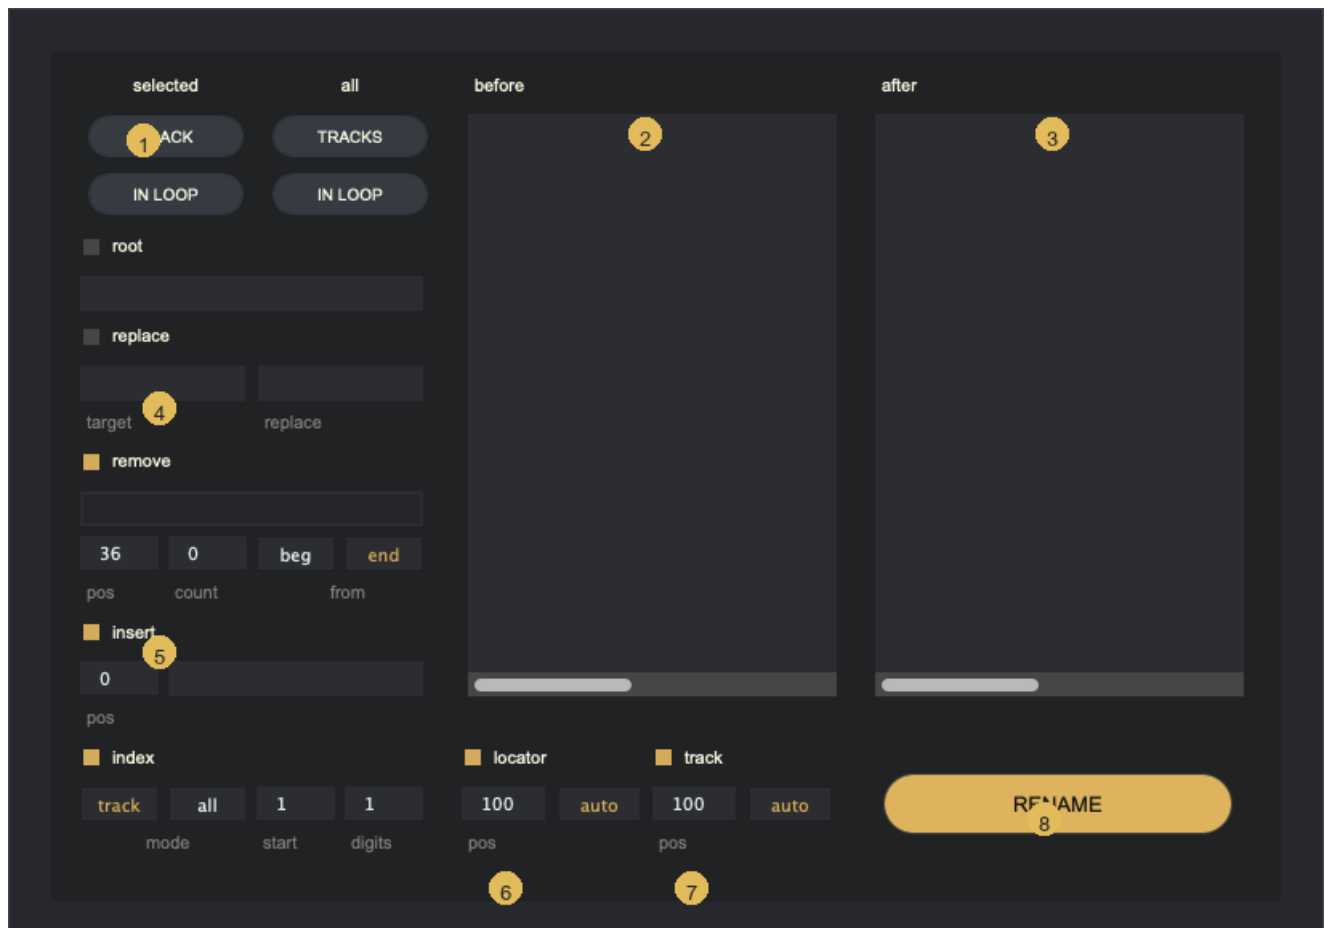 selected all before after
1 ACK TRACKS 2 3
IN LOOP IN LOOP
root
replace
4
target replace
remove
36 0 beg end
pos count from
insert
5
0
pos
index locator track
track all 1 1 100 auto 100 auto RENAME
8
mode start digits pos pos
6 7